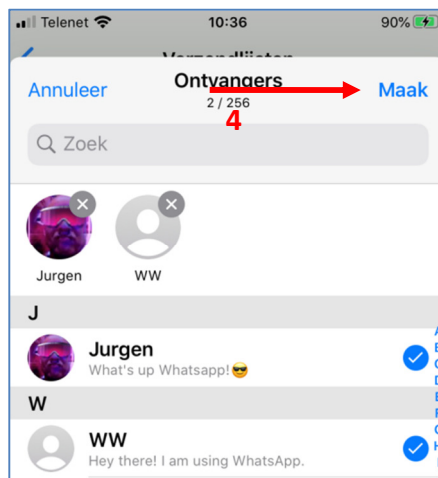 Telenet 10:36 90%
Verzendlijsten
Annuleer Ontvangers Maak
2 / 256
4
Zoek
Jurgen WW
J
Jurgen
What's up Whatsapp!😎
W
WW
Hey there! I am using WhatsApp.